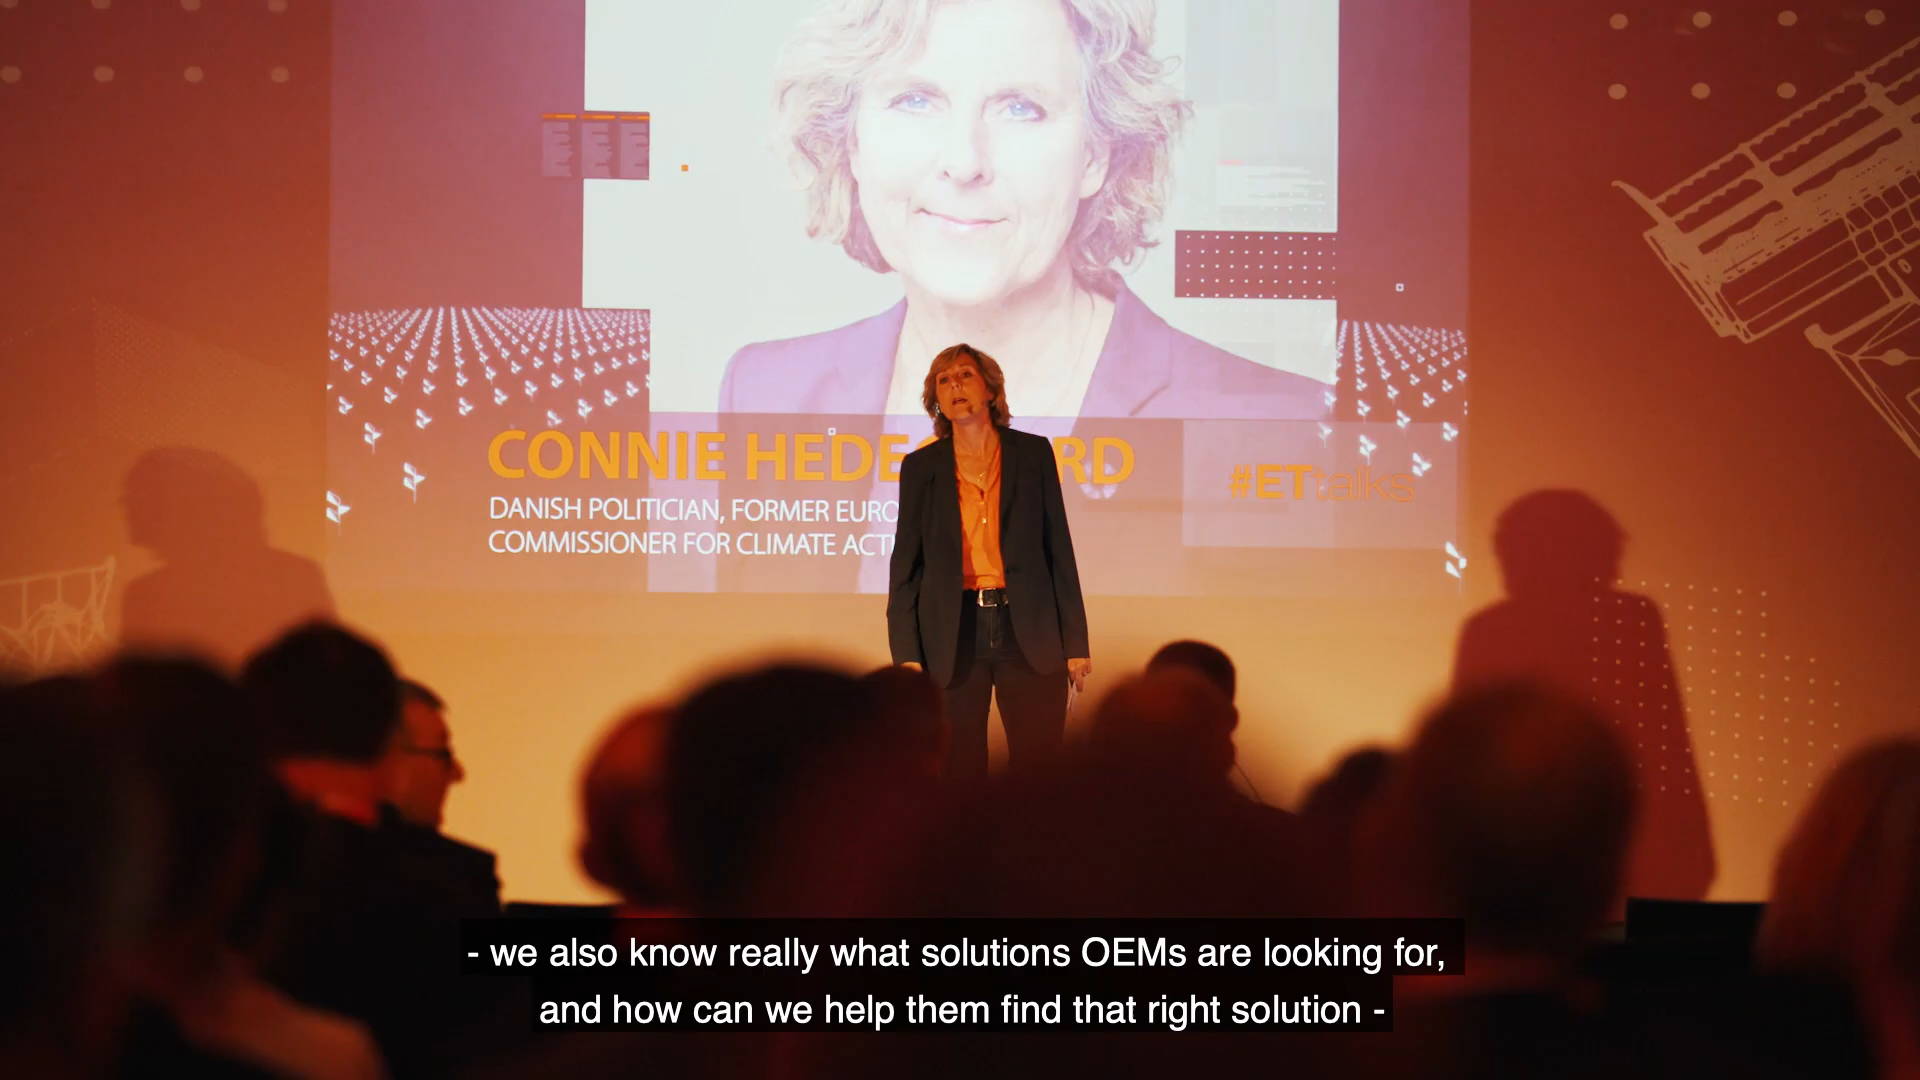 CONNIE HEDE RD
#ETtalks
DANISH POLITICIAN, FORMER EURO
COMMISSIONER FOR CLIMATE ACT
- we also know really what solutions OEMs are looking for,
and how can we help them find that right solution -